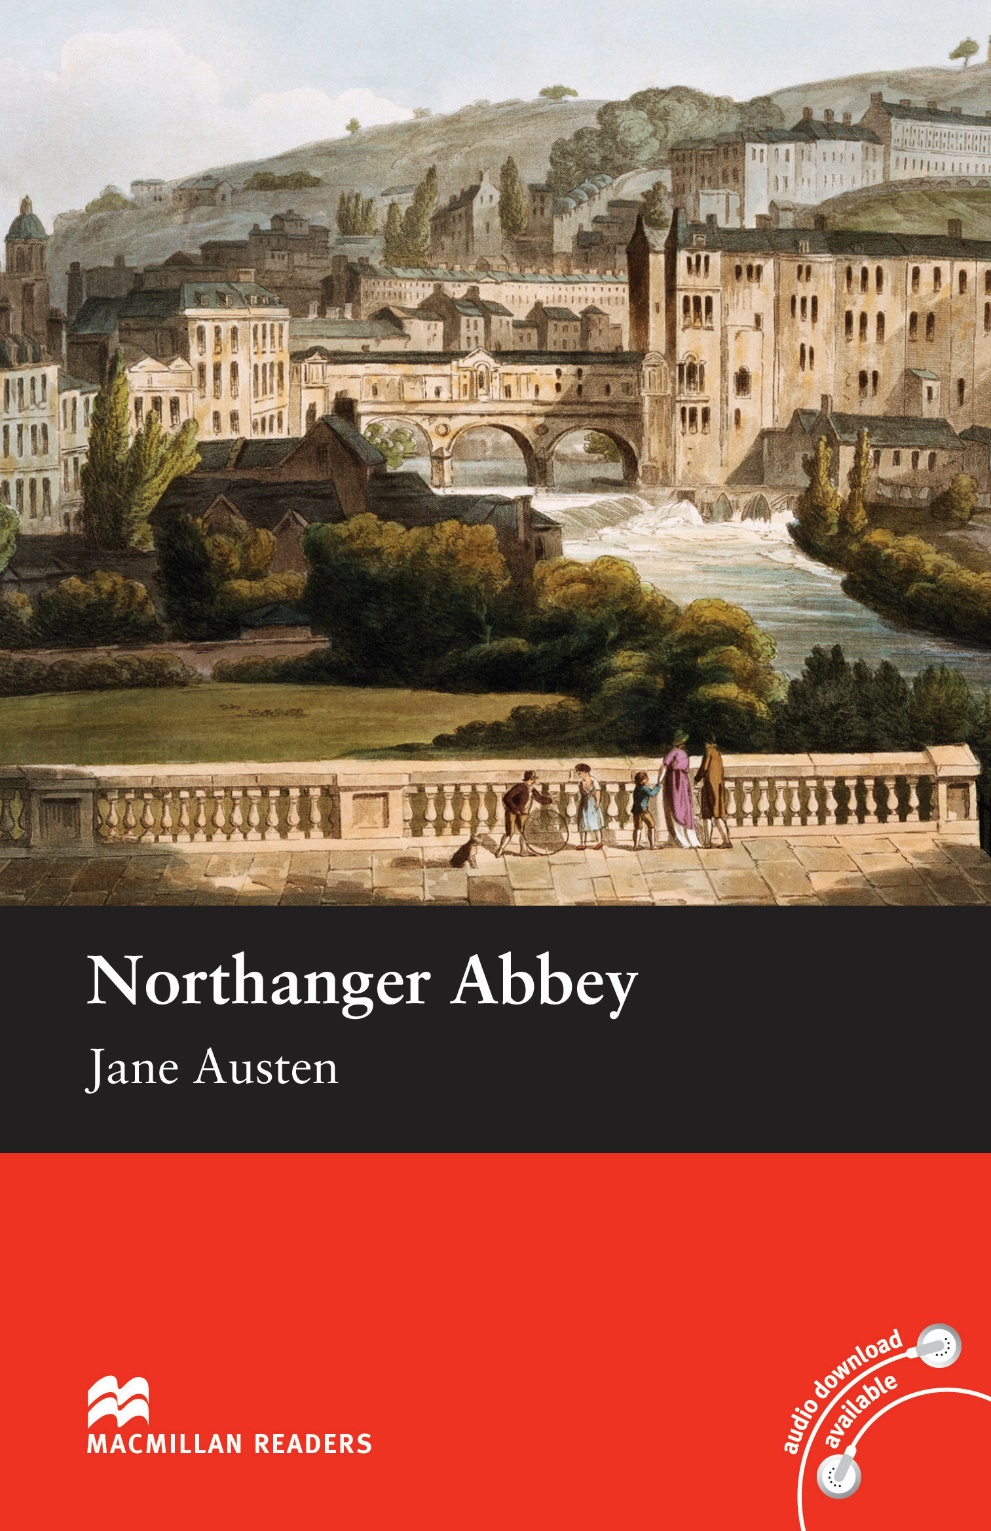 Northanger Abbey
Jane Austen
MACMILLAN READERS
audio download
available